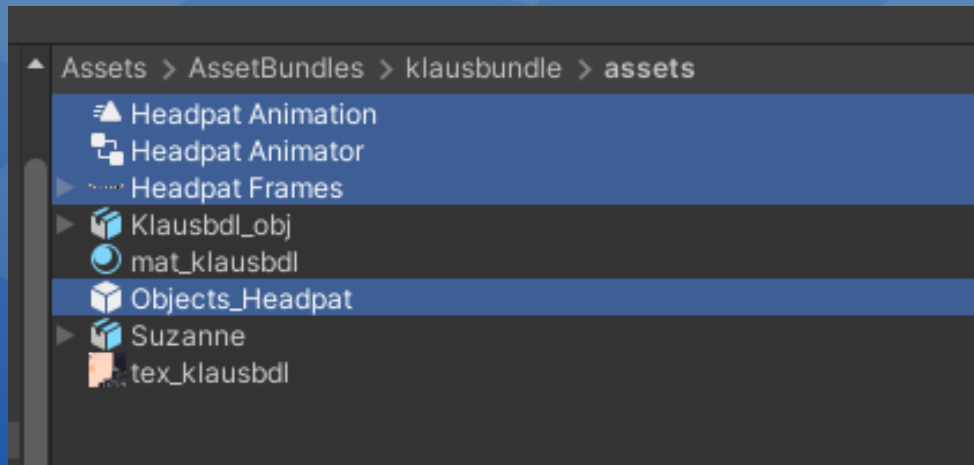 Assets > AssetBundles > klausbundle > assets
Headpat Animation
Headpat Animator
Headpat Frames
Klausbdl_obj
mat_klausbdl
Objects_Headpat
Suzanne
tex_klausbdl